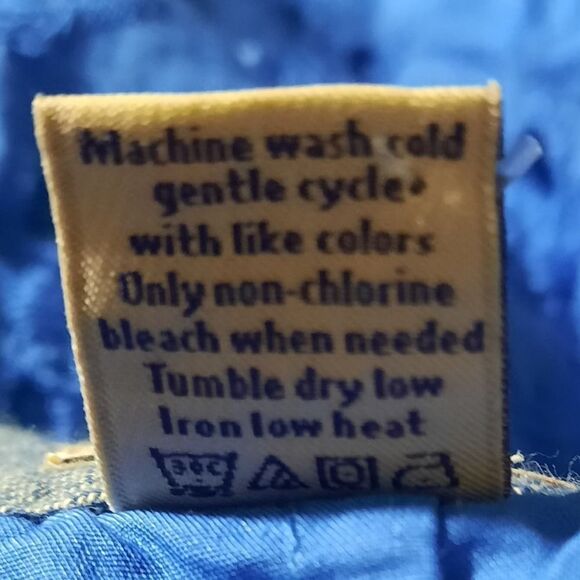 Machine wash cold
gentle cycle
with like colors
Only non-chlorine
bleach when needed
Tumble dry low
Iron low heat
30C